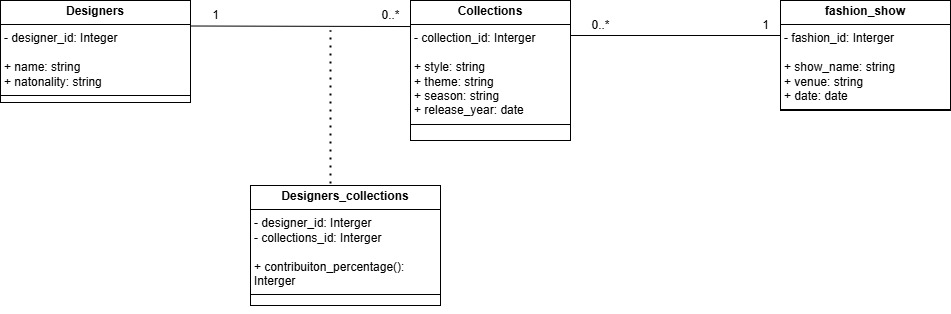 Designers
- designer_id: Interger
+ name: string
+ natonality: string
1
0..*
Collections
- collection_id: Interger
+ style: string
+ theme: string
+ season: string
+ release_year: date
0..*
1
fashion_show
- fashion_id: Interger
+ show_name: string
+ venue: string
+ date: date
Designers_collections
- designer_id: Interger
- collections_id: Interger
+ contribuiton_percentage():
Interger